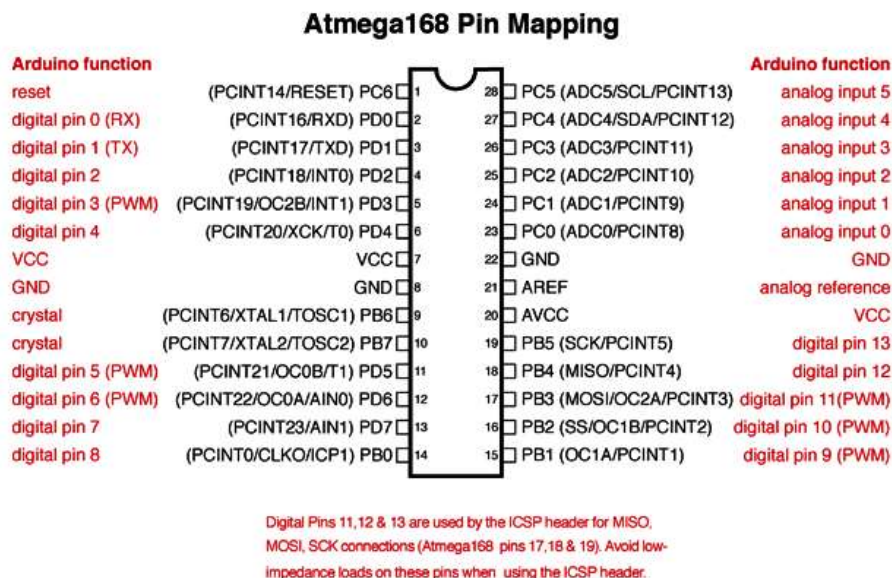 Atmega168 Pin Mapping
Arduino function Arduino function
reset (PCINT14/RESET) PC6 1 28 PC5 (ADC5/SCL/PCINT13) analog input 5
digital pin 0 (RX) (PCINT16/RXD) PD0 2 27 PC4 (ADC4/SDA/PCINT12) analog input 4
digital pin 1 (TX) (PCINT17/TXD) PD1 3 26 PC3 (ADC3/PCINT11) analog input 3
digital pin 2 (PCINT18/INT0) PD2 4 25 PC2 (ADC2/PCINT10) analog input 2
digital pin 3 (PWM) (PCINT19/OC2B/INT1) PD3 5 24 PC1 (ADC1/PCINT9) analog input 1
digital pin 4 (PCINT20/XCK/T0) PD4 6 23 PC0 (ADC0/PCINT8) analog input 0
VCC VCC 7 22 GND GND
GND GND 8 21 AREF analog reference
crystal (PCINT6/XTAL1/TOSC1) PB6 9 20 AVCC VCC
crystal (PCINT7/XTAL2/TOSC2) PB7 10 19 PB5 (SCK/PCINT5) digital pin 13
digital pin 5 (PWM) (PCINT21/OC0B/T1) PD5 11 18 PB4 (MISO/PCINT4) digital pin 12
digital pin 6 (PWM) (PCINT22/OC0A/AIN0) PD6 12 17 PB3 (MOSI/OC2A/PCINT3) digital pin 11(PWM)
digital pin 7 (PCINT23/AIN1) PD7 13 16 PB2 (SS/OC1B/PCINT2) digital pin 10 (PWM)
digital pin 8 (PCINT0/CLKO/ICP1) PB0 14 15 PB1 (OC1A/PCINT1) digital pin 9 (PWM)
Digital Pins 11,12 & 13 are used by the ICSP header for MISO,
MOSI, SCK connections (Atmega168 pins 17,18 & 19). Avoid low-
impedance loads on these pins when using the ICSP header.